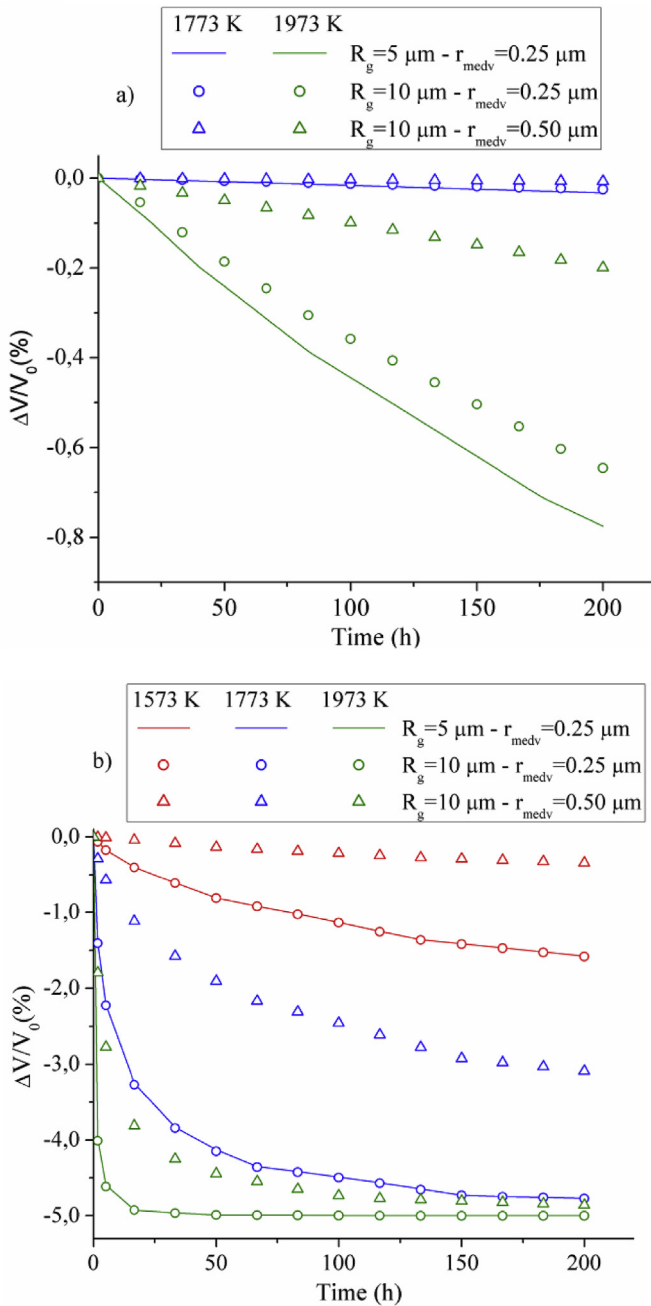 1773 K 1973 K
R_g=5 μm - r_medv=0.25 μm
a)
R_g=10 μm - r_medv=0.25 μm
R_g=10 μm - r_medv=0.50 μm
0,0
-0,2
-0,4
-0,6
-0,8
ΔV/V_0(%)
0 50 100 150 200
Time (h)
1573 K 1773 K 1973 K
R_g=5 μm - r_medv=0.25 μm
b)
R_g=10 μm - r_medv=0.25 μm
R_g=10 μm - r_medv=0.50 μm
0,0
-1,0
-2,0
-3,0
-4,0
-5,0
ΔV/V_0(%)
0 50 100 150 200
Time (h)